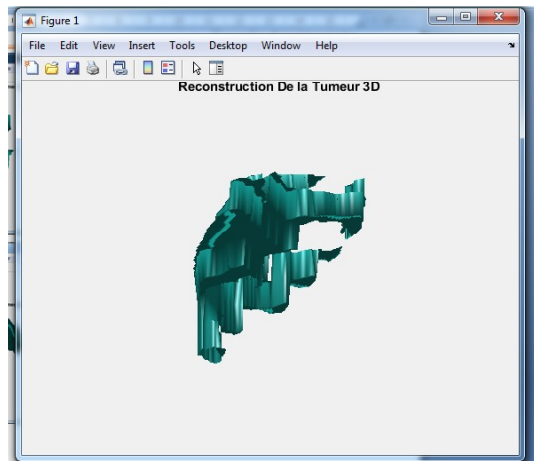 Figure 1
File Edit View Insert Tools Desktop Window Help
Reconstruction De la Tumeur 3D